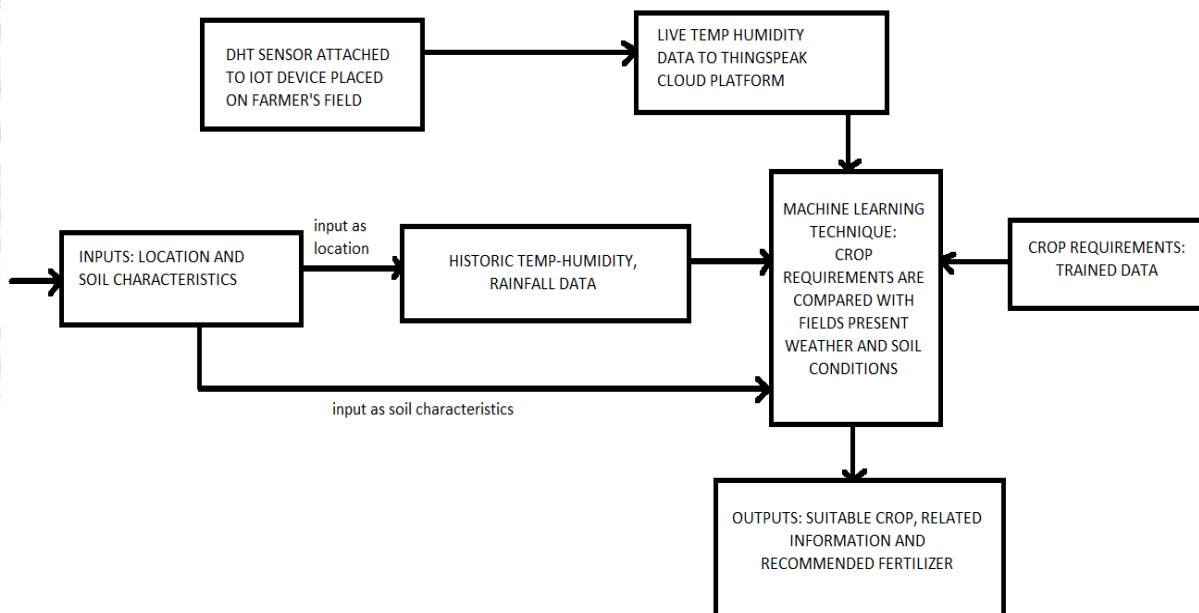 DHT SENSOR ATTACHED
TO IOT DEVICE PLACED
ON FARMER'S FIELD
LIVE TEMP HUMIDITY
DATA TO THINGSPEAK
CLOUD PLATFORM
INPUTS: LOCATION AND
SOIL CHARACTERISTICS
input as
location
HISTORIC TEMP-HUMIDITY,
RAINFALL DATA
MACHINE LEARNING
TECHNIQUE:
CROP
REQUIREMENTS ARE
COMPARED WITH
FIELDS PRESENT
WEATHER AND SOIL
CONDITIONS
CROP REQUIREMENTS:
TRAINED DATA
input as soil characteristics
OUTPUTS: SUITABLE CROP, RELATED
INFORMATION AND
RECOMMENDED FERTILIZER